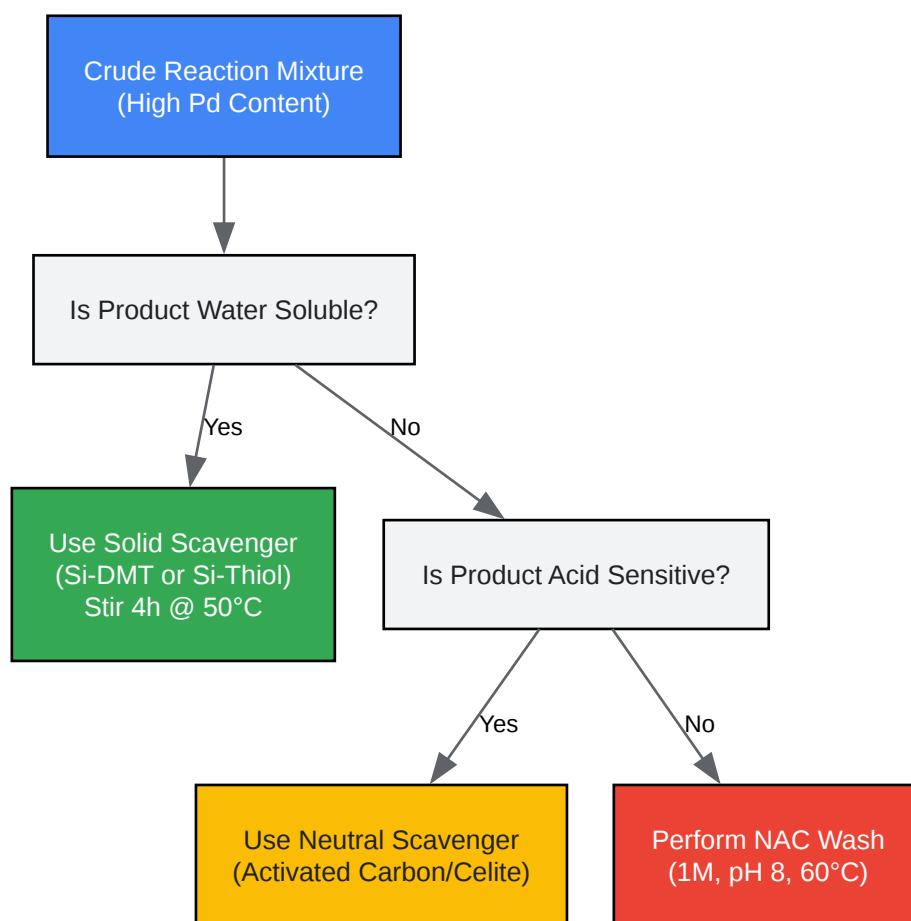 Crude Reaction Mixture
(High Pd Content)
Is Product Water Soluble?
Yes
No
Use Solid Scavenger
(Si-DMT or Si-Thiol)
Stir 4h @ 50°C
Is Product Acid Sensitive?
Yes
No
Use Neutral Scavenger
(Activated Carbon/Celite)
Perform NAC Wash
(1M, pH 8, 60°C)